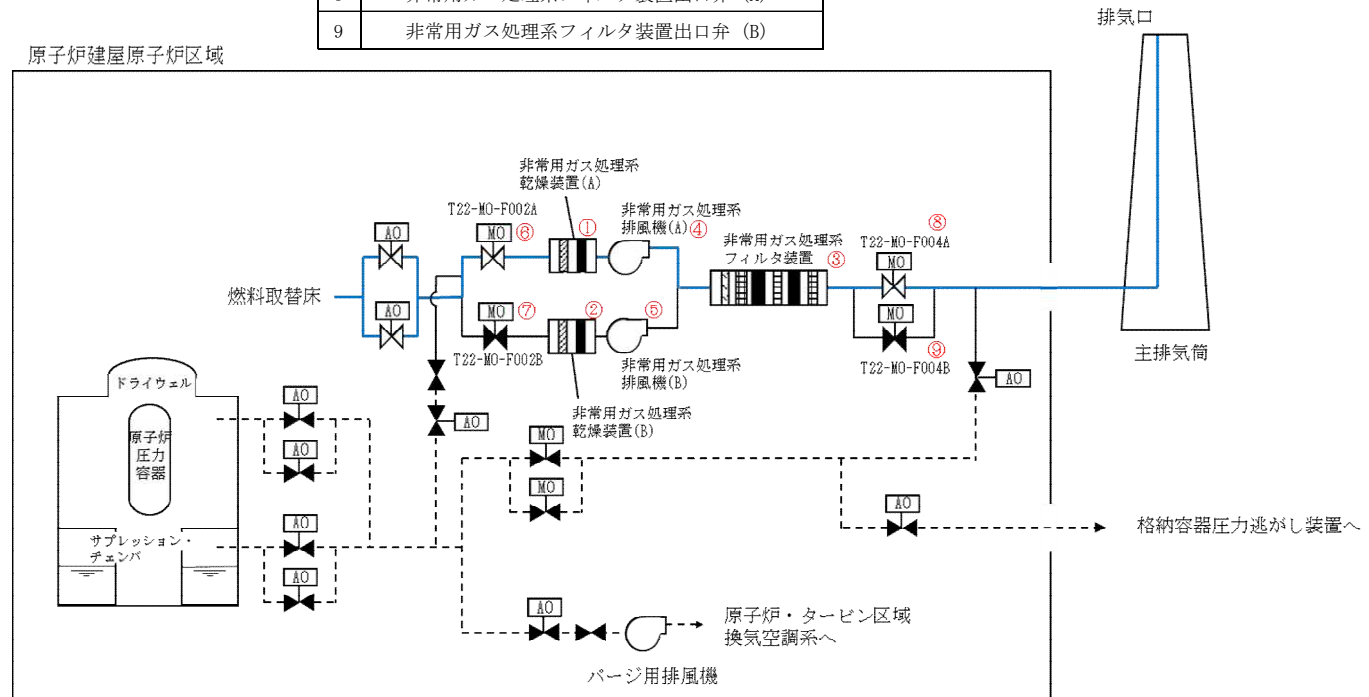 9 非常用ガス処理系フィルタ装置出口弁 (B)
排気口
原子炉建屋原子炉区域
非常用ガス処理系
乾燥装置(A)
T22-MO-F002A
MO ⑥
①
非常用ガス処理系
排風機(A) ④
非常用ガス処理系
フィルタ装置 ③
⑧
T22-MO-F004A
MO
AO
燃料取替床
AO
MO ⑦
T22-MO-F002B
②
⑤
MO
⑨
T22-MO-F004B
主排気筒
非常用ガス処理系
排風機(B)
非常用ガス処理系
乾燥装置(B)
AO
AO
ドライウェル
原子炉
圧力
容器
サプレッション・
チェンバ
AO
AO
AO
AO
MO
MO
AO
格納容器圧力逃がし装置へ
AO
原子炉・タービン区域
換気空調系へ
パージ用排風機